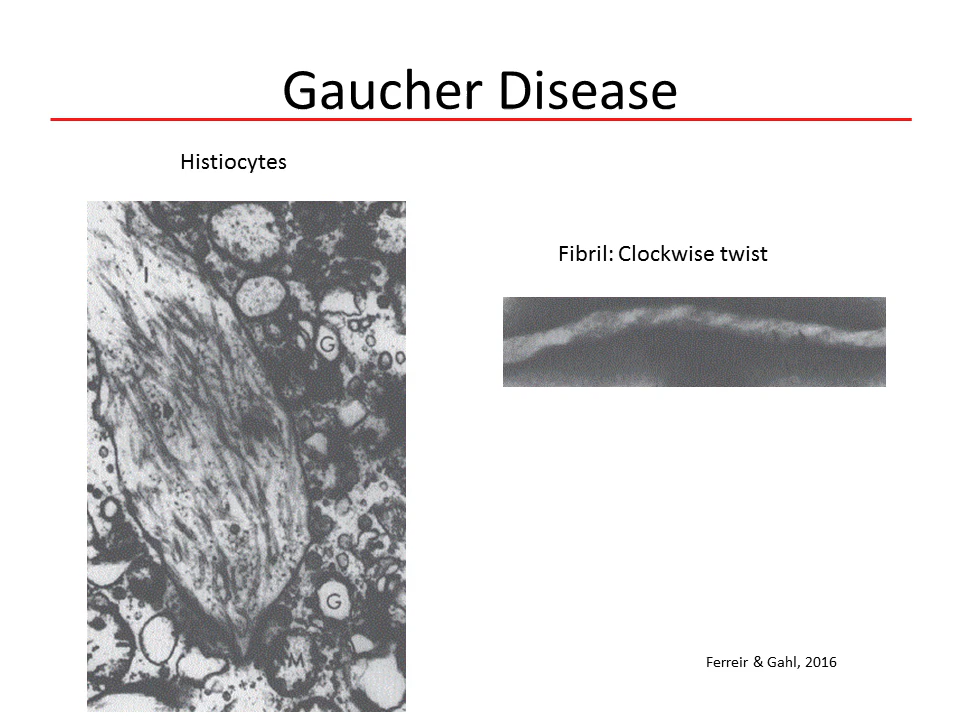 Gaucher Disease
Histiocytes
Fibril: Clockwise twist
I
G
B
G
M
Ferreir & Gahl, 2016